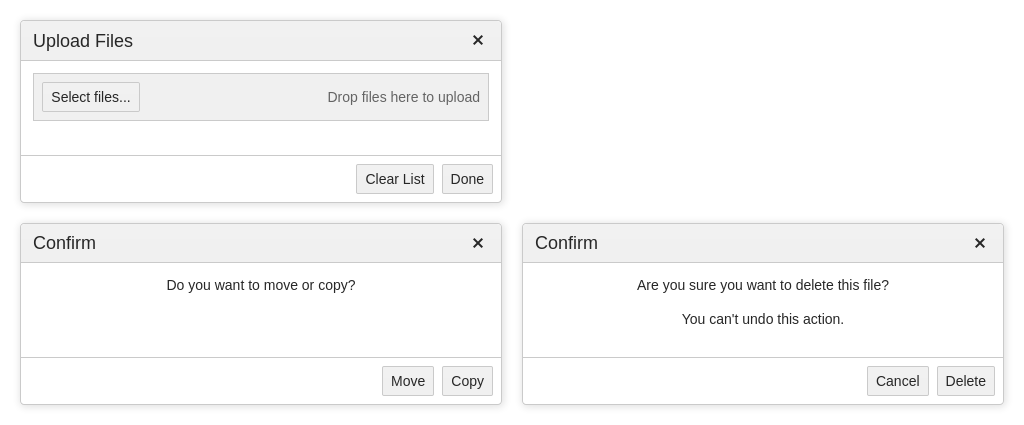 Upload Files
Select files...
Drop files here to upload
Clear List
Done
Confirm
Do you want to move or copy?
Move
Copy
Confirm
Are you sure you want to delete this file?
You can't undo this action.
Cancel
Delete